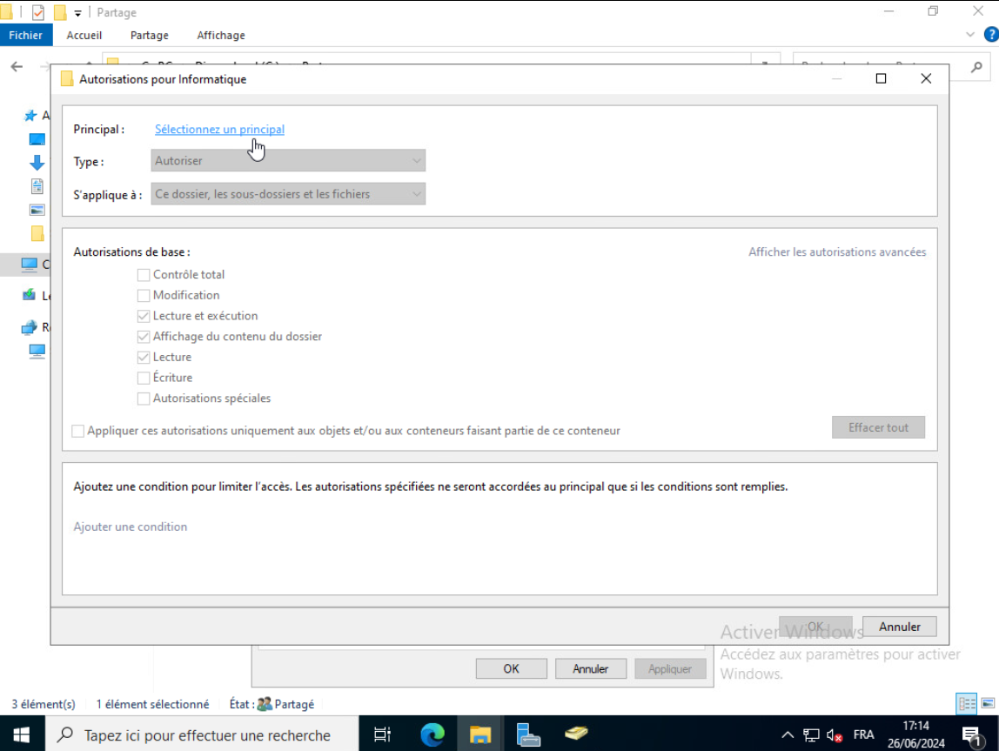 Partage
Fichier Accueil Partage Affichage
Autorisations pour Informatique
Principal : Sélectionnez un principal
Type : Autoriser
S'applique à : Ce dossier, les sous-dossiers et les fichiers
Autorisations de base : Afficher les autorisations avancées
Contrôle total
Modification
Lecture et exécution
Affichage du contenu du dossier
Lecture
Écriture
Autorisations spéciales
Appliquer ces autorisations uniquement aux objets et/ou aux conteneurs faisant partie de ce conteneur Effacer tout
Ajoutez une condition pour limiter l'accès. Les autorisations spécifiées ne seront accordées au principal que si les conditions sont remplies.
Ajouter une condition
OK Annuler
Activer Windows
Accédez aux paramètres pour activer
Windows.
OK Annuler Appliquer
3 élément(s) 1 élément sélectionné État : Partagé
Tapez ici pour effectuer une recherche
FRA
17:14
26/06/2024
1